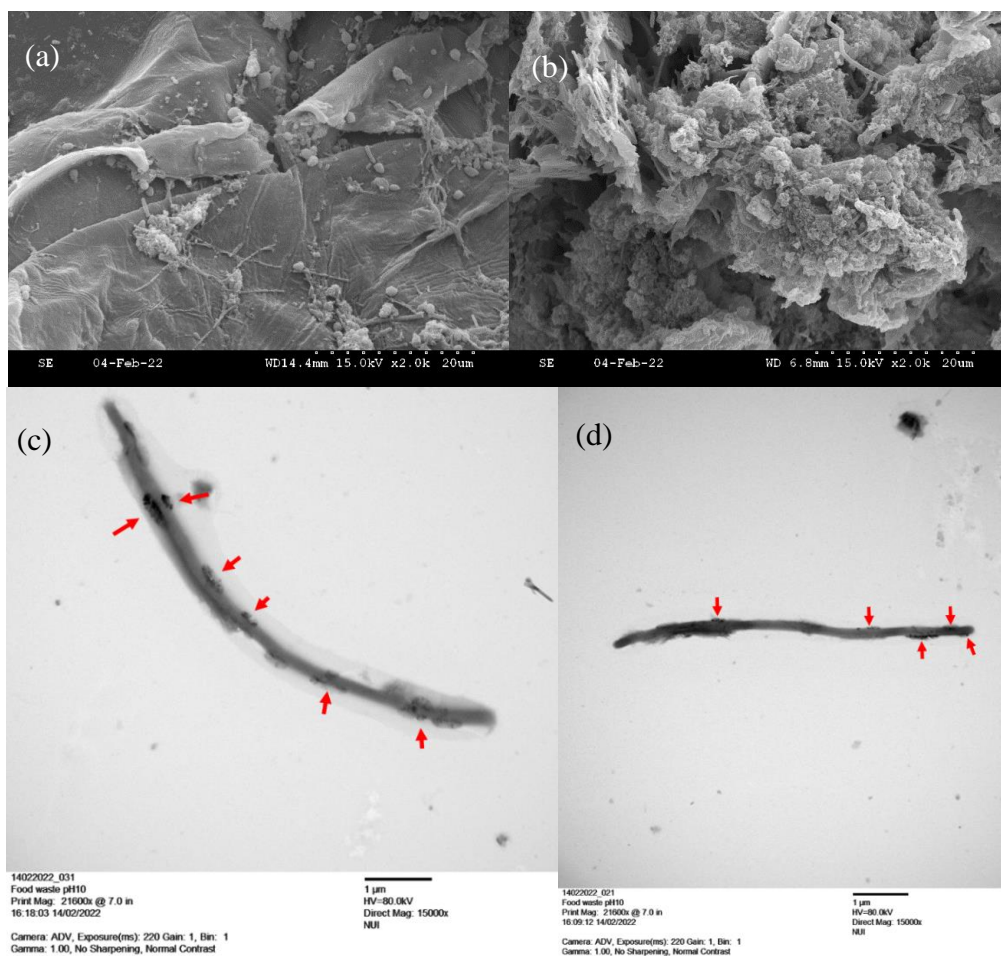 (a)
(b)
SE 04-Feb-22 WD14.4mm 15.0kV x2.0k 20um
SE 04-Feb-22 WD 6.8mm 15.0kV x2.0k 20um
(c)
(d)
14022022_031
Food waste pH10
Print Mag: 21600x @ 7.0 in
16:18:03 14/02/2022
Camera: ADV, Exposure(ms): 220 Gain: 1, Bin: 1
Gamma: 1.00, No Sharpening, Normal Contrast
1 µm
HV=80.0kV
Direct Mag: 15000x
NUI
14022022_021
Food waste pH10
Print Mag: 21600x @ 7.0 in
16:09:12 14/02/2022
Camera: ADV, Exposure(ms): 220 Gain: 1, Bin: 1
Gamma: 1.00, No Sharpening, Normal Contrast
1 µm
HV=80.0kV
Direct Mag: 15000x
NUI